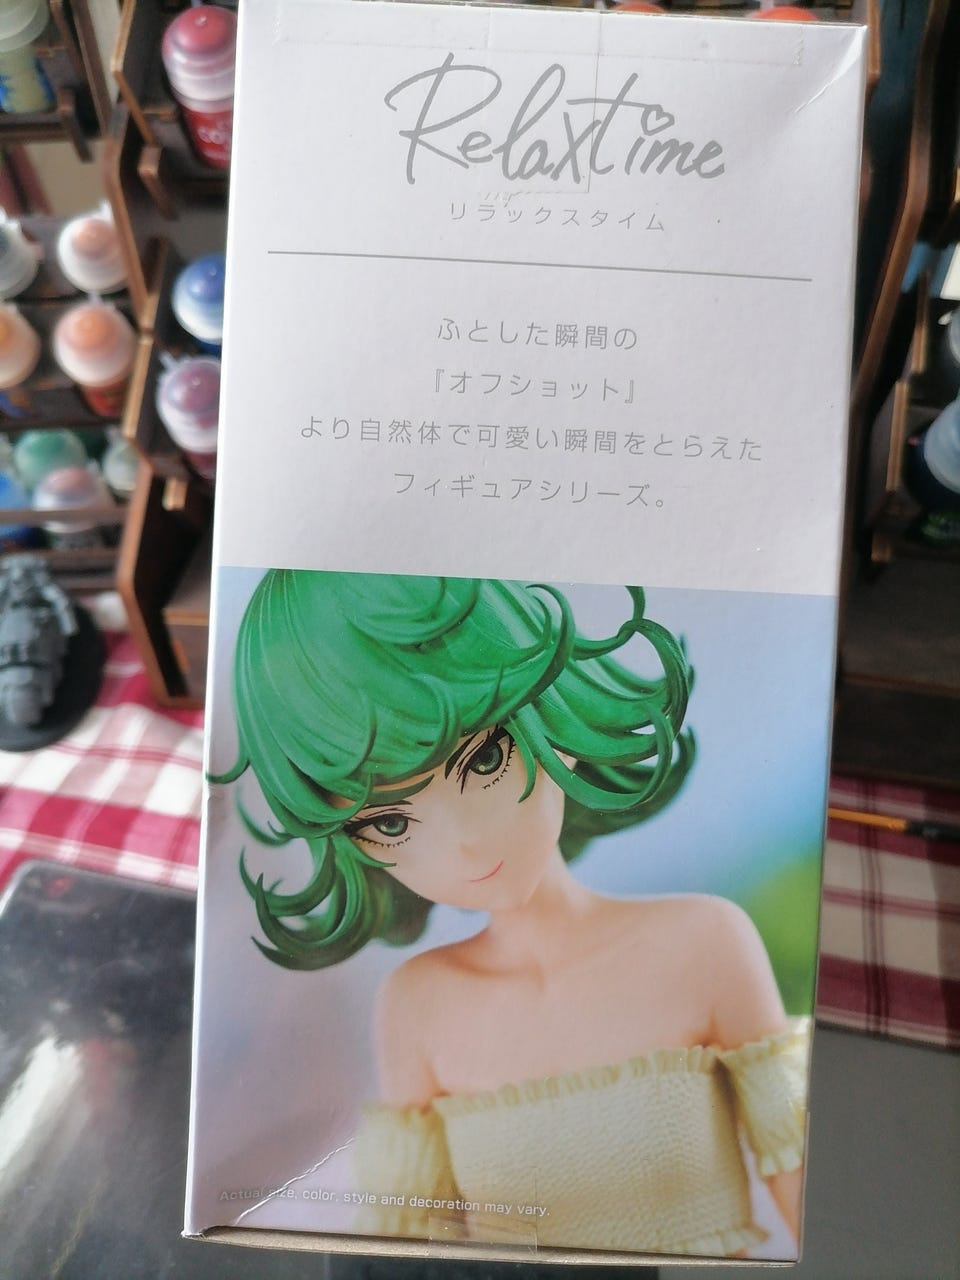 Relaxtime
リラックスタイム
ふとした瞬間の
『オフショット』
より自然体で可愛い瞬間をとらえた
フィギュアシリーズ。
Actual size, color, style and decoration may vary.